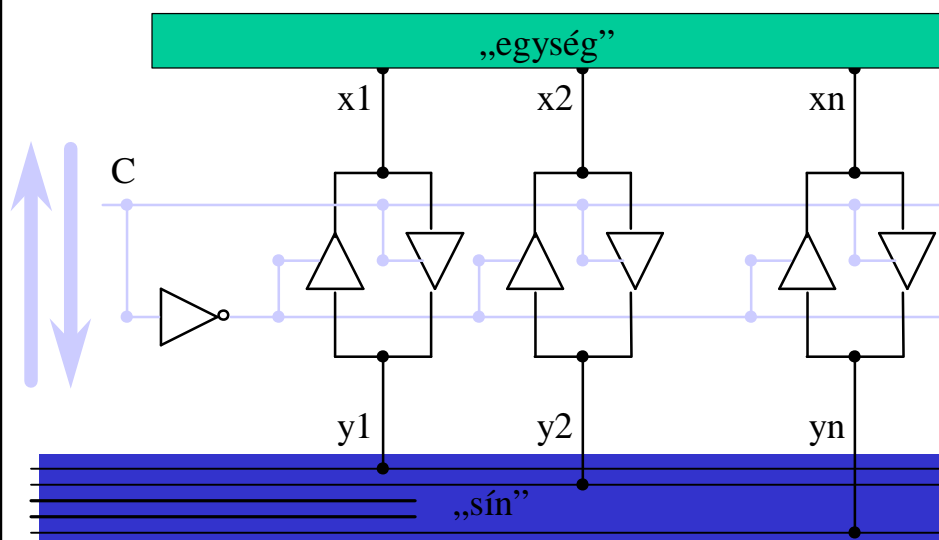 „egység”
x1 x2 xn
C
y1 y2 yn
„sín”